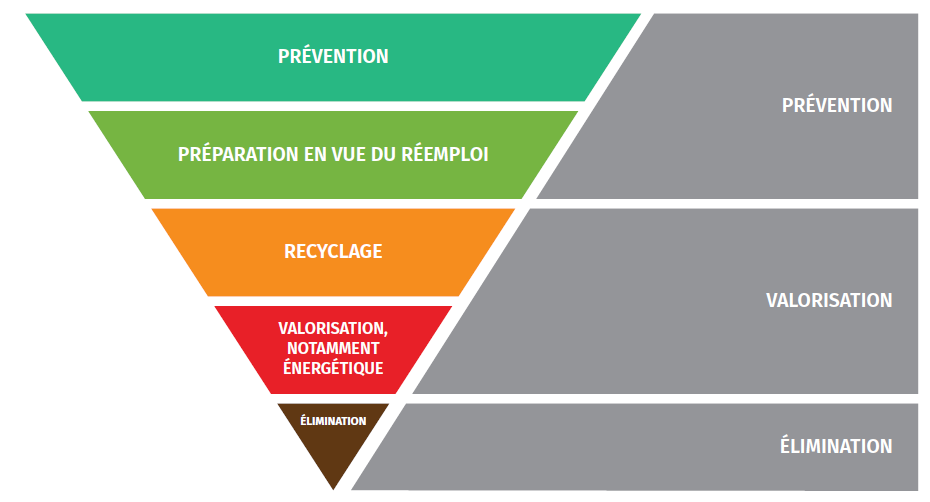 PRÉVENTION
PRÉPARATION EN VUE DU RÉEMPLOI
RECYCLAGE
VALORISATION,
NOTAMMENT
ÉNERGÉTIQUE
ÉLIMINATION
PRÉVENTION
VALORISATION
ÉLIMINATION